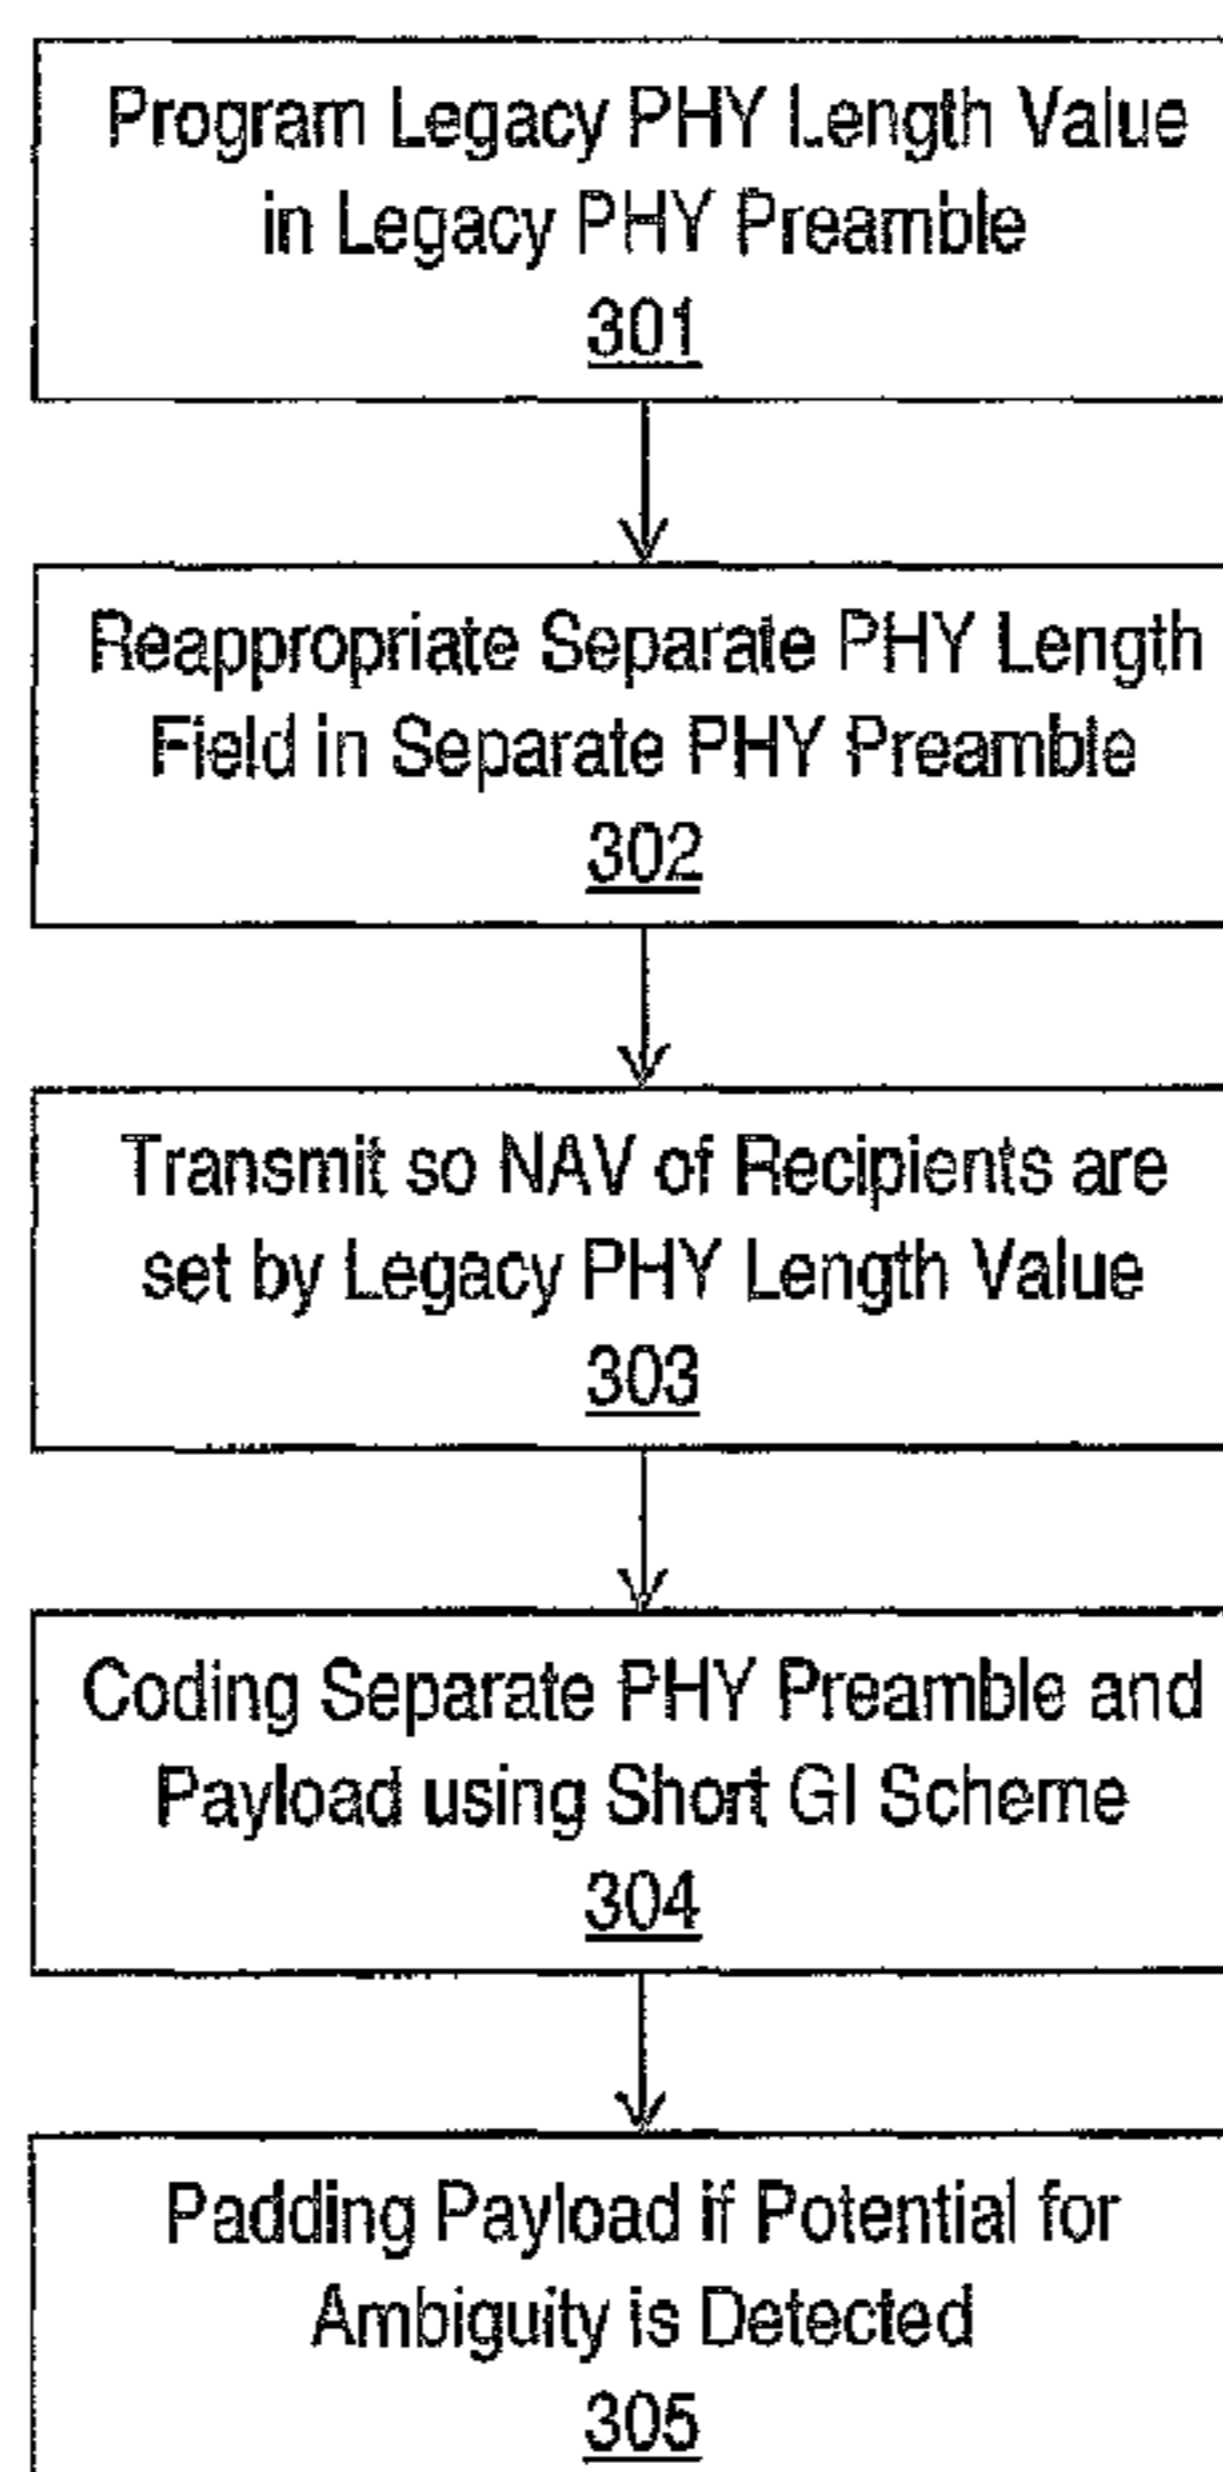 Program Legacy PHY Length Value
in Legacy PHY Preamble
301
Reappropriate Separate PHY Length
Field in Separate PHY Preamble
302
Transmit so NAV of Recipients are
set by Legacy PHY Length Value
303
Coding Separate PHY Preamble and
Payload using Short GI Scheme
304
Padding Payload if Potential for
Ambiguity is Detected
305